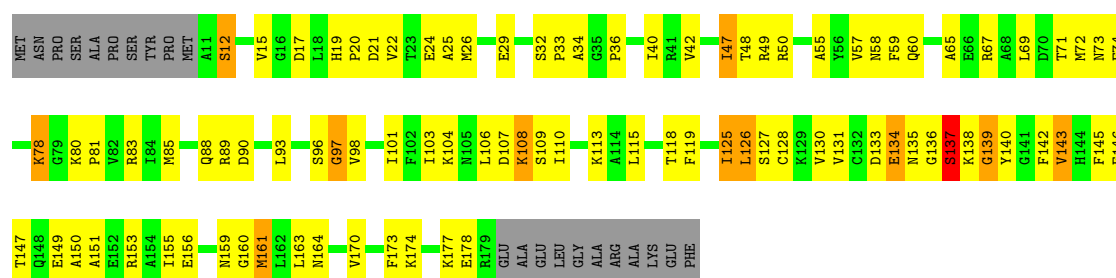 MET ASN PRO SER ALA PRO SER TYR PRO MET A11 S12 V15 G16 D17 L18 H19 P20 D21 V22 T23 E24 A25 M26 E29 S32 P33 A34 G35 P36 I40 R41 V42 I47 T48 R49 R50 A55 Y56 V57 N58 F59 Q60 A65 E66 R67 A68 L69 D70 T71 M72 N73
K78 G79 K80 P81 V82 R83 I84 M85 Q88 R89 D90 L93 S96 G97 V98 I101 F102 I103 K104 N105 L106 D107 K108 S109 I110 K113 A114 L115 T118 F119 I125 L126 S127 C128 K129 V130 V131 C132 D133 E134 N135 G136 S137 K138 G139 Y140 G141 F142 V143 H144 F145
T147 Q148 E149 A150 A151 E152 R153 A154 I155 E156 N159 G160 M161 L162 L163 N164 V170 F173 K174 K177 E178 R179 GLU ALA GLU LEU GLY ALA ARG ALA LYS GLU PHE